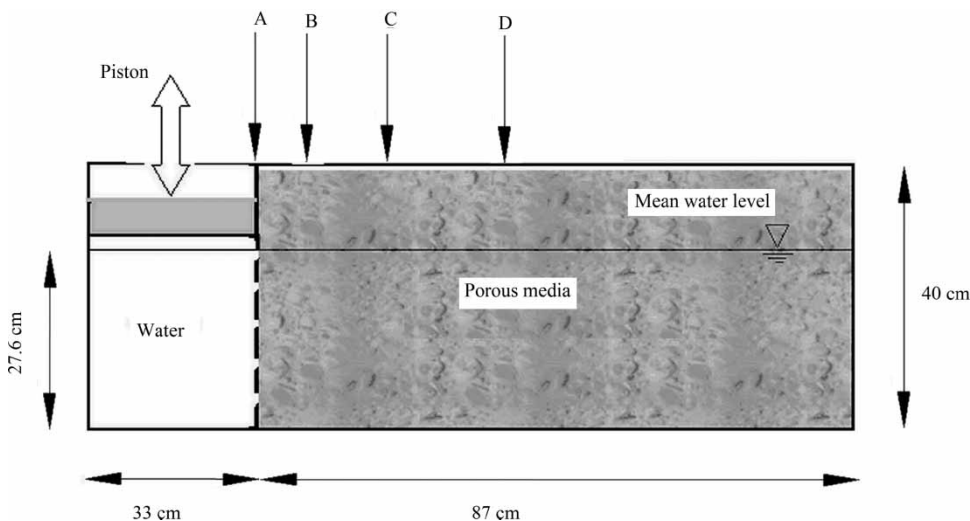 A
B
C
D
Piston
Mean water level
Porous media
Water
40 cm
27.6 cm
33 cm
87 cm